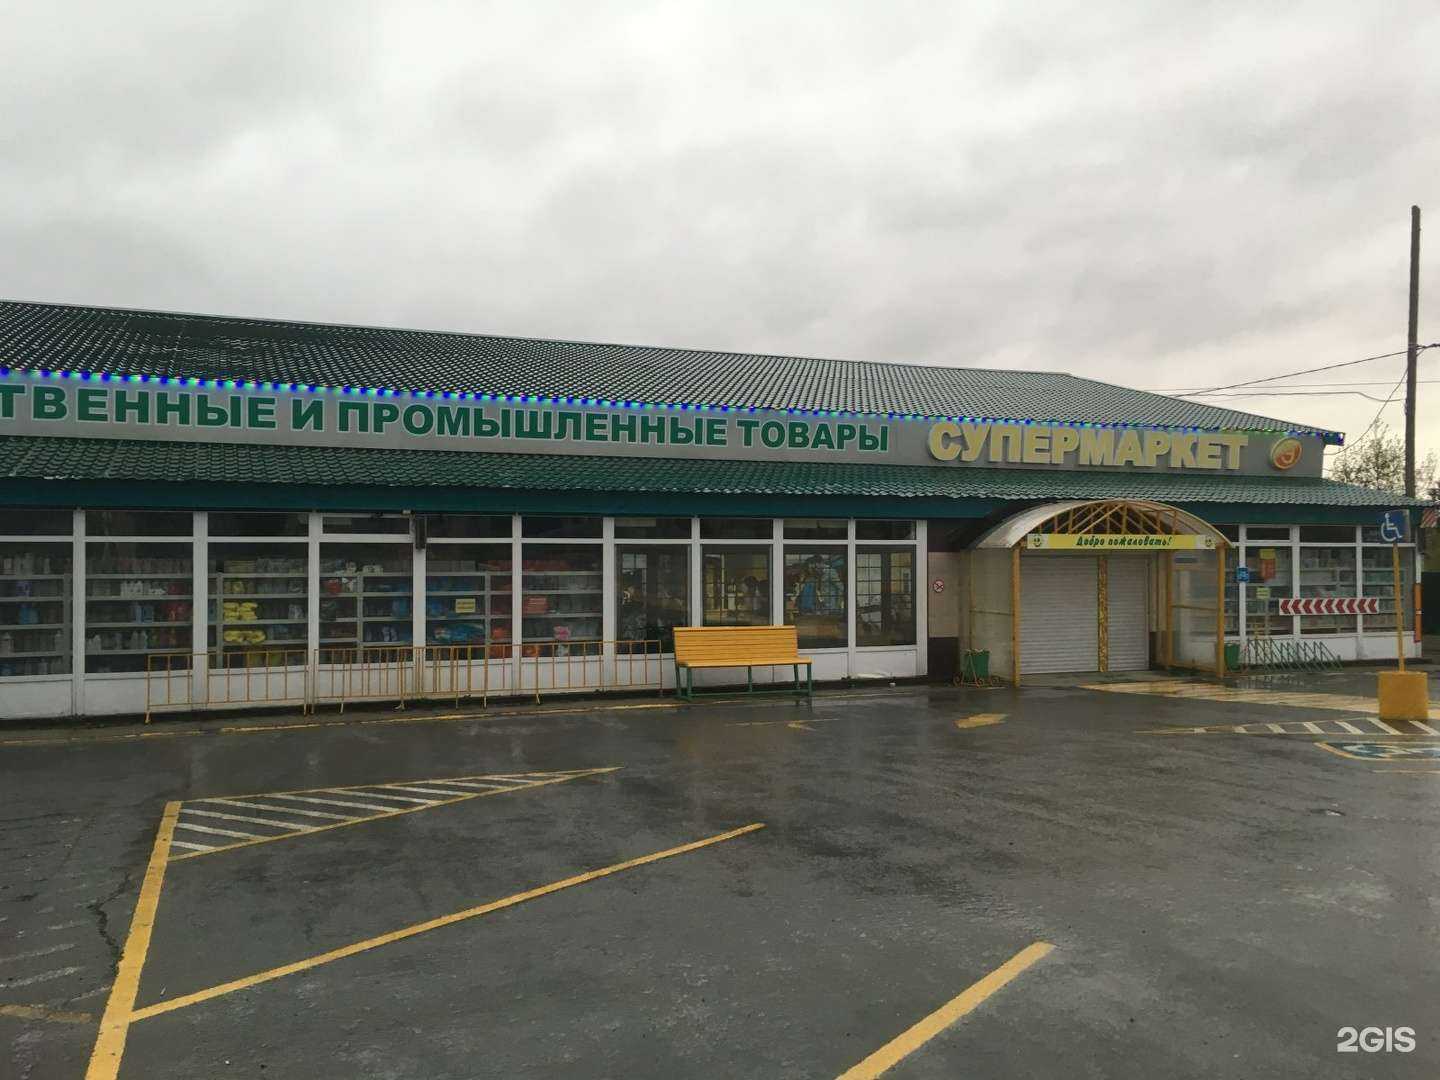 ТВЕННЫЕ И ПРОМЫШЛЕННЫЕ ТОВАРЫ
СУПЕРМАРКЕТ
Добро пожаловать!
2GIS